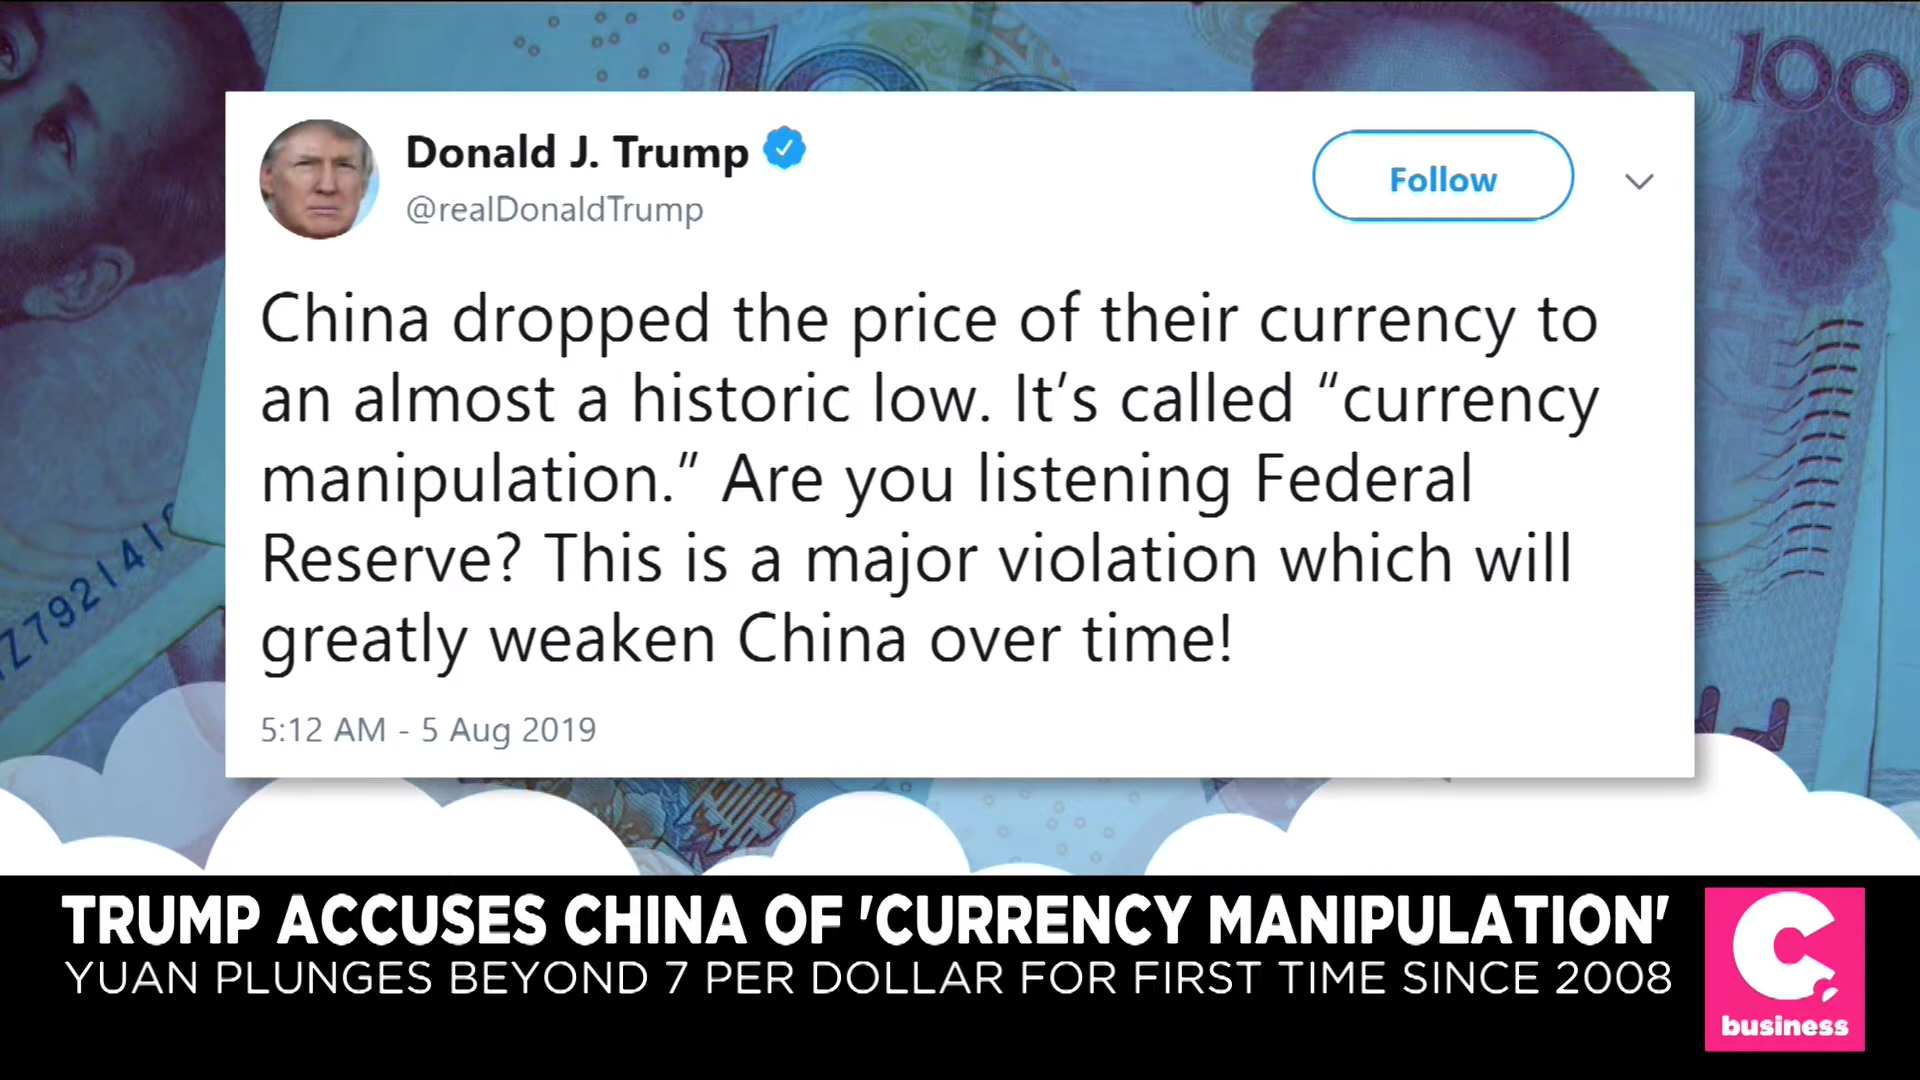 100
100
Donald J. Trump
@realDonaldTrump
Follow
China dropped the price of their currency to
an almost a historic low. It’s called “currency
manipulation.” Are you listening Federal
Reserve? This is a major violation which will
greatly weaken China over time!
5:12 AM - 5 Aug 2019
TRUMP ACCUSES CHINA OF 'CURRENCY MANIPULATION'
YUAN PLUNGES BEYOND 7 PER DOLLAR FOR FIRST TIME SINCE 2008
C
business